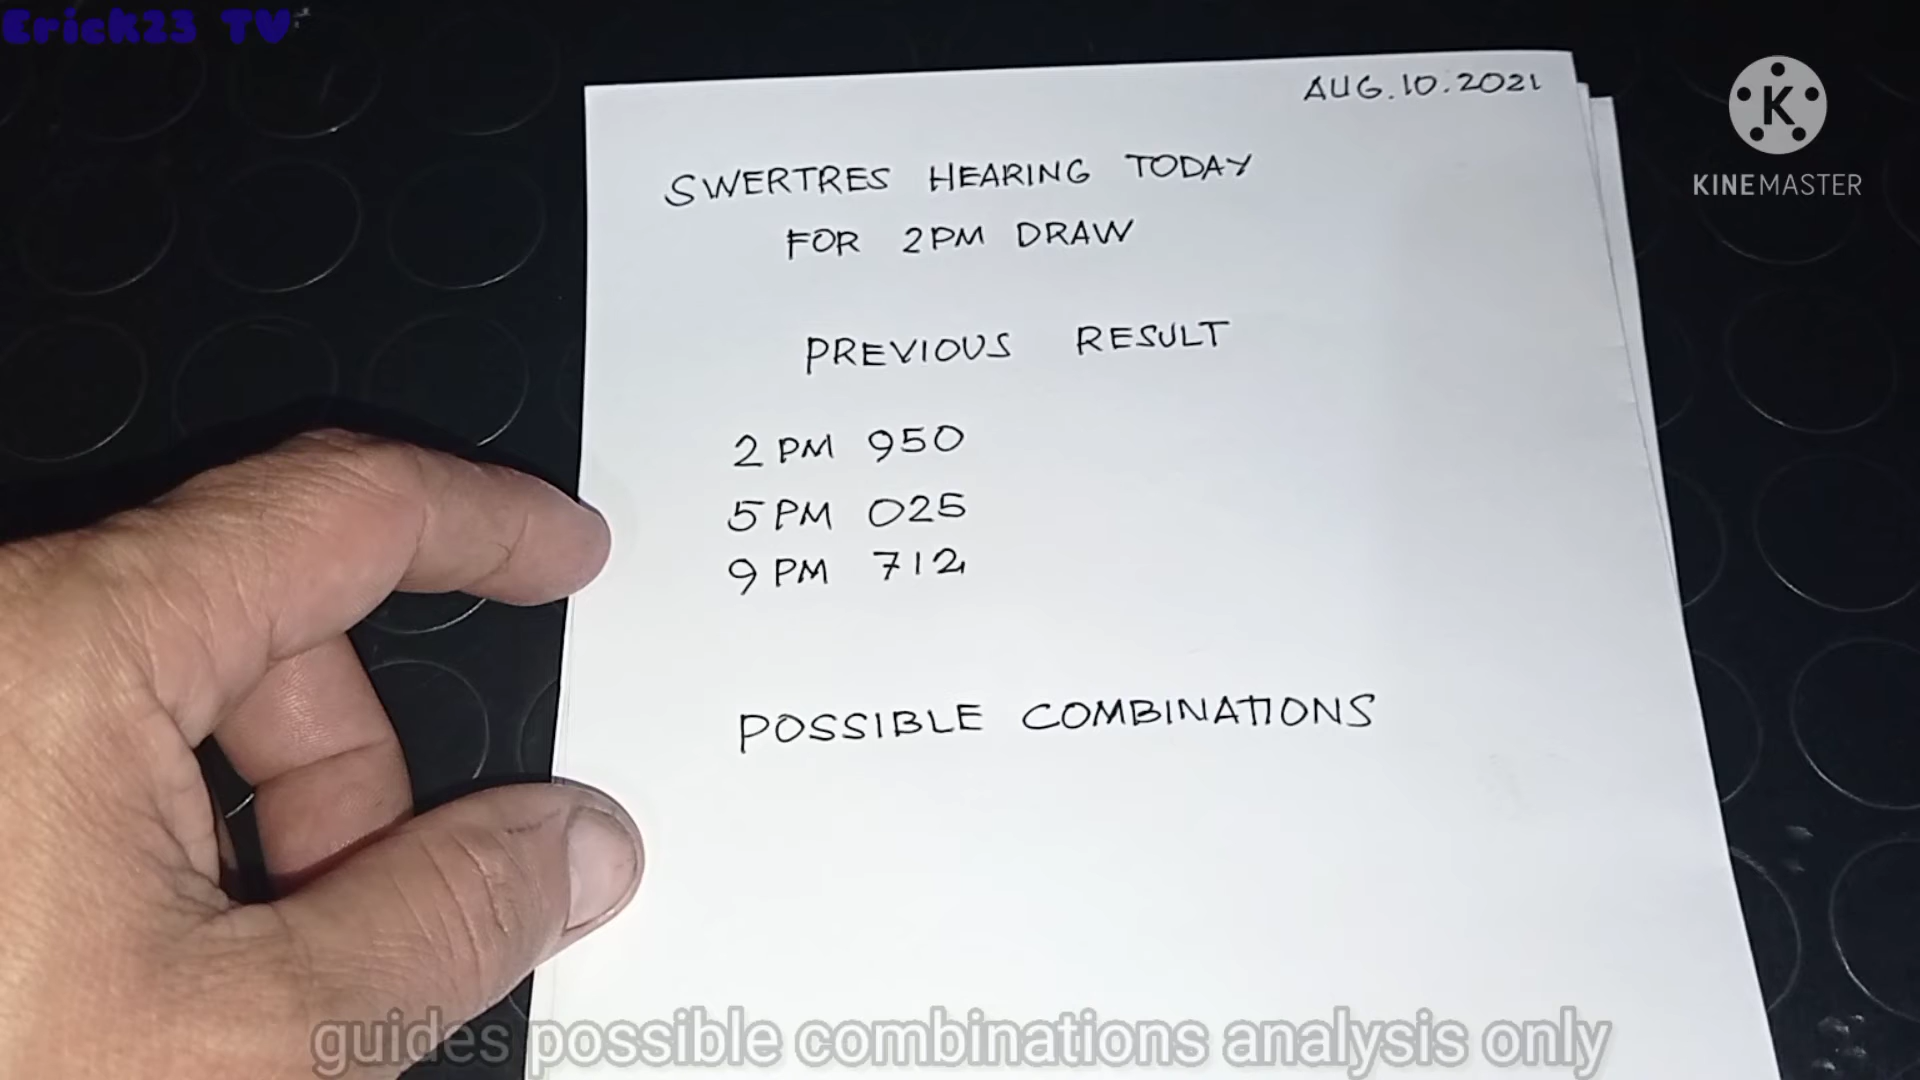 Erick23 TV
AUG.10.2021
KINEMASTER
SWERTRES HEARING TODAY
FOR 2PM DRAW
PREVIOUS RESULT
2 PM 950
5 PM 025
9 PM 712
POSSIBLE COMBINATIONS
guides possible combinations analysis only